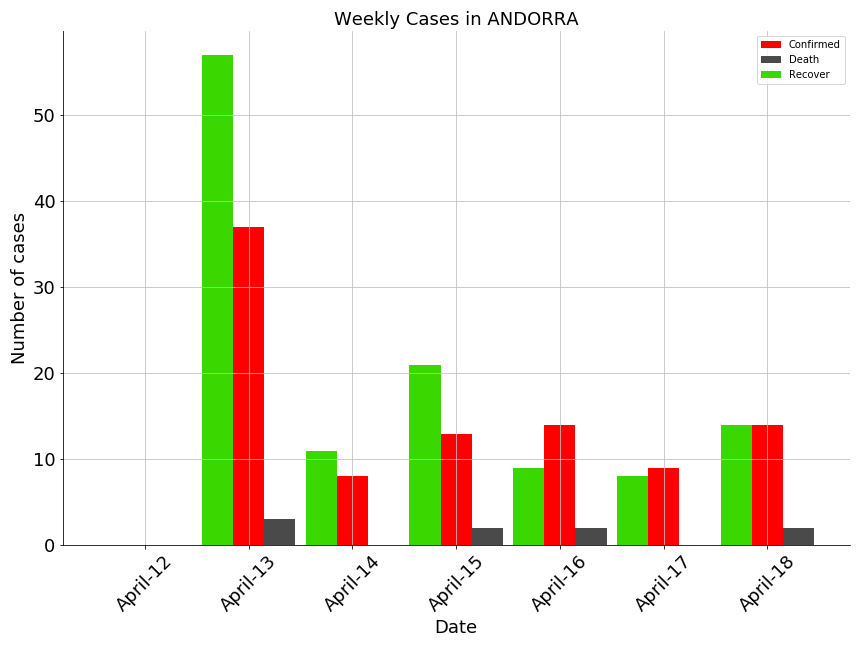 Weekly Cases in ANDORRA
Confirmed
Death
Recover
Number of cases
50
40
30
20
10
0
April-12
April-13
April-14
April-15
April-16
April-17
April-18
Date